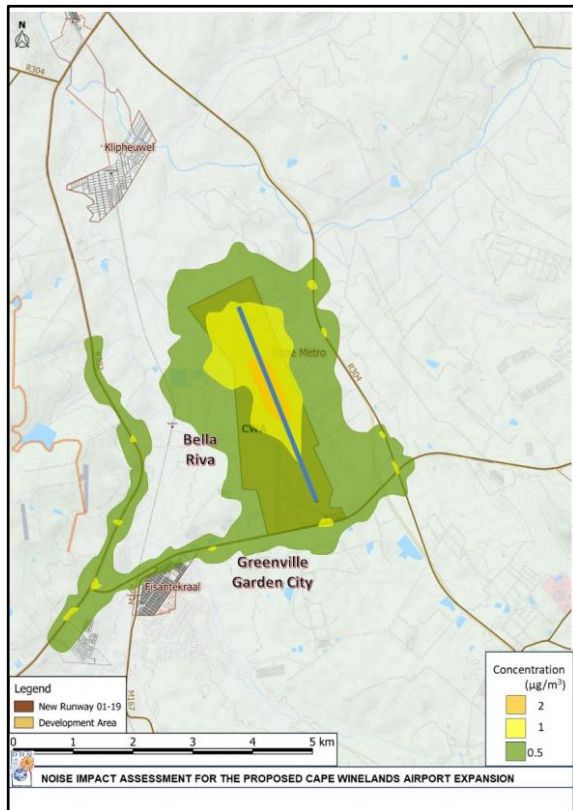 N
R304
Klipheuwel
Cape Metro
R304
R302
CWA
Bella
Riva
Greenville
Garden City
Fisantekraal
M167
Legend
New Runway 01-19
Development Area
0 1 2 3 4 5 km
Concentration
(µg/m³)
2
1
0.5
NOISE IMPACT ASSESSMENT FOR THE PROPOSED CAPE WINELANDS AIRPORT EXPANSION